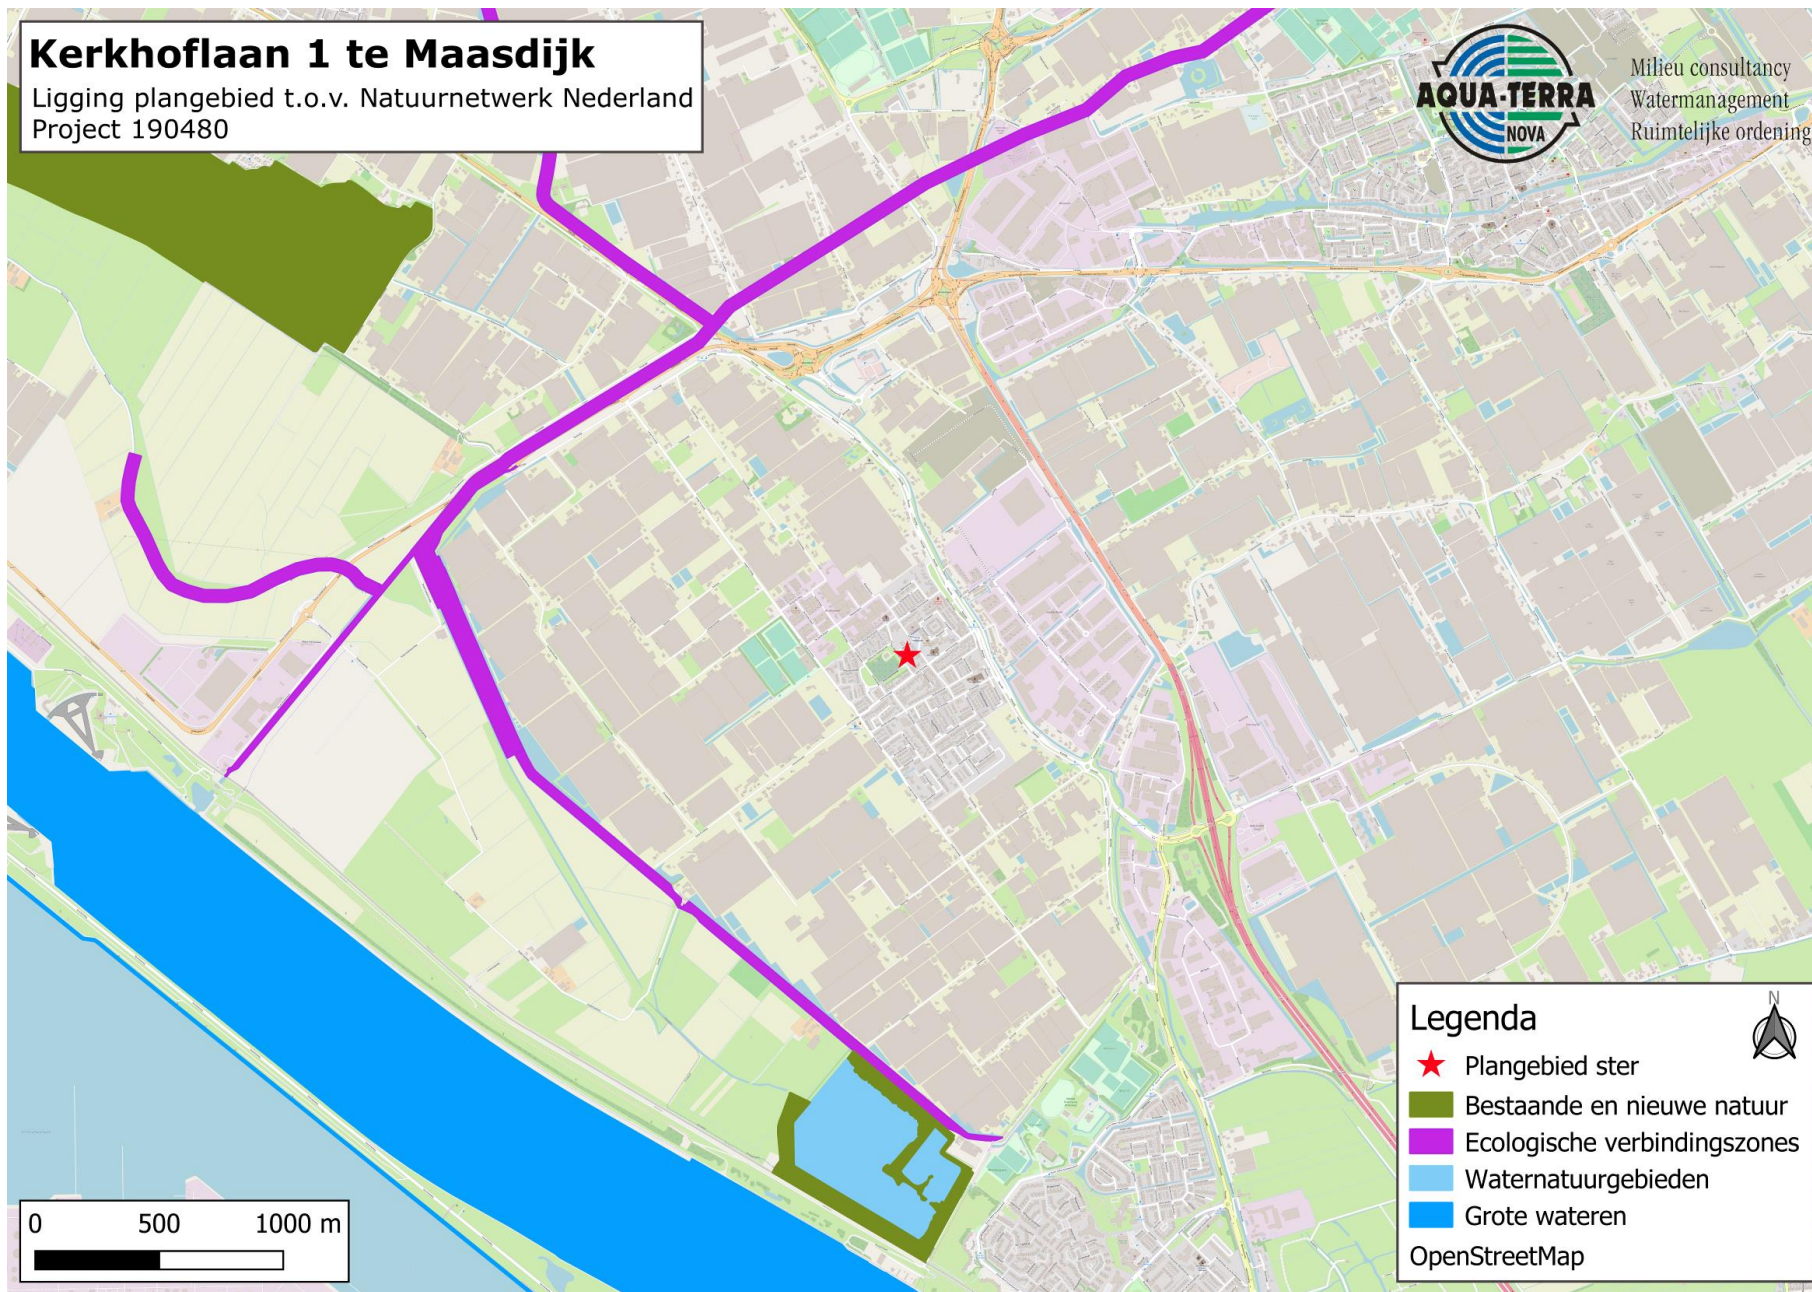 Kerkhoflaan 1 te Maasdijk
Ligging plangebied t.o.v. Natuurnetwerk Nederland
Project 190480
AQUA-TERRA
NOVA
Milieu consultancy
Watermanagement
Ruimtelijke ordening
Legenda
N
Plangebied ster
Bestaande en nieuwe natuur
Ecologische verbindingszones
Waternatuurgebieden
Grote wateren
OpenStreetMap
0 500 1000 m